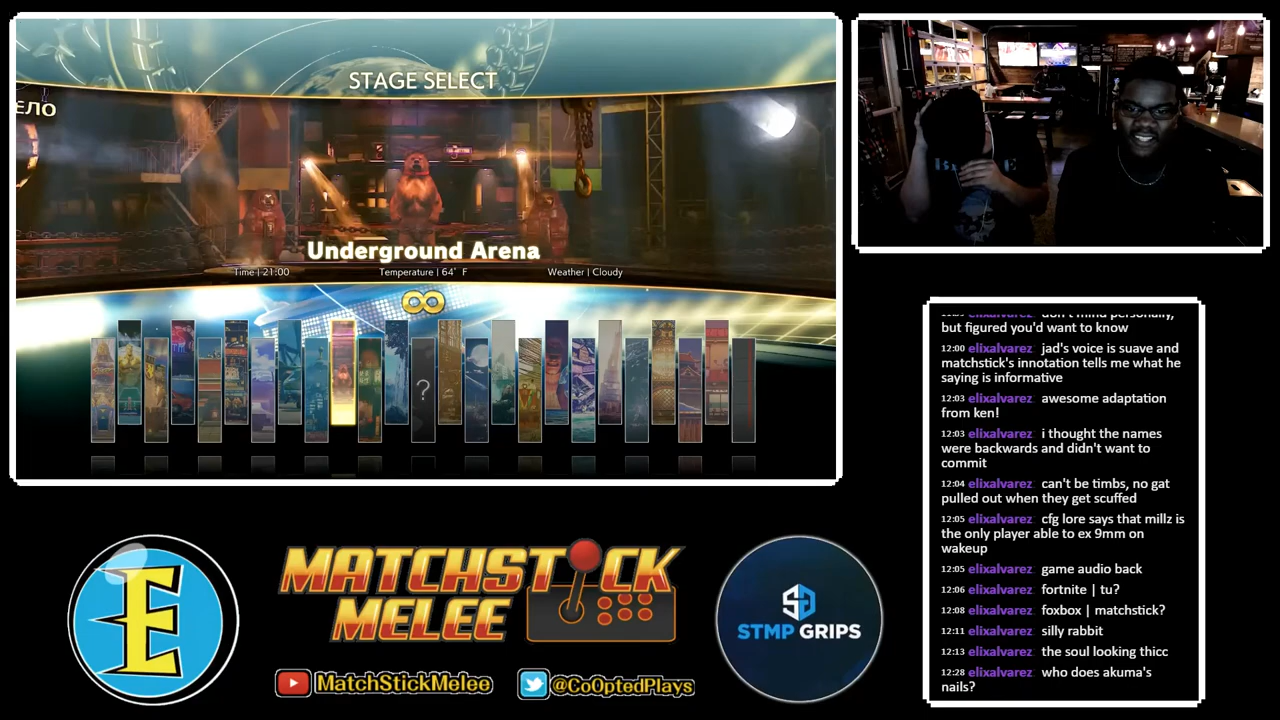 STAGE SELECT
ЕЛО
Underground Arena
Time | 21:00 Temperature | 64° F Weather | Cloudy
?
but figured you'd want to know
12:00 elixalvarez jad's voice is suave and
matchstick's innotation tells me what he
saying is informative
12:03 elixalvarez awesome adaptation
from ken!
12:03 elixalvarez i thought the names
were backwards and didn't want to
commit
12:04 elixalvarez can't be timbs, no gat
pulled out when they get scuffed
12:05 elixalvarez cfg lore says that millz is
the only player able to ex 9mm on
wakeup
12:05 elixalvarez game audio back
12:06 elixalvarez fortnite | tu?
12:08 elixalvarez foxbox | matchstick?
12:11 elixalvarez silly rabbit
12:13 elixalvarez the soul looking thicc
12:28 elixalvarez who does akuma's
nails?
E
MATCHSTICK
MELEE
MatchStickMelee @CoOptedPlays
SG
STMP GRIPS